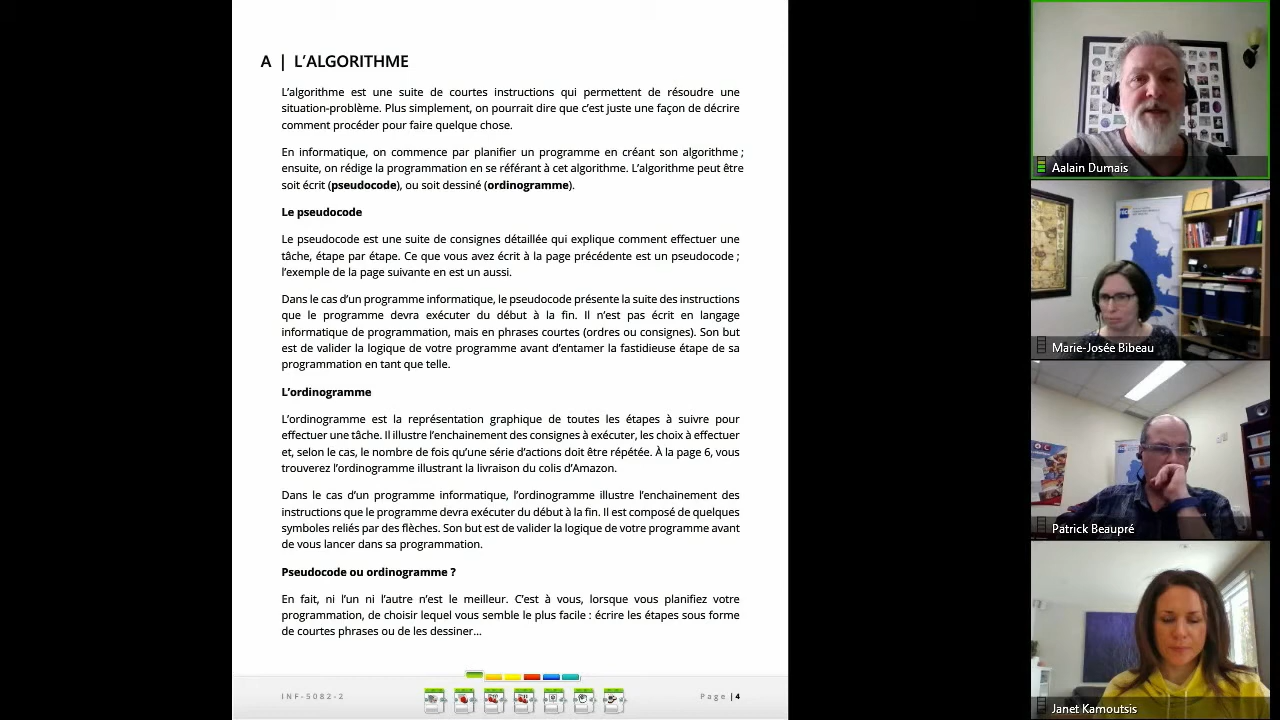 A | L’ALGORITHME
L’algorithme est une suite de courtes instructions qui permettent de résoudre une
situation-problème. Plus simplement, on pourrait dire que c’est juste une façon de décrire
comment procéder pour faire quelque chose.
En informatique, on commence par planifier un programme en créant son algorithme ;
ensuite, on rédige la programmation en se référant à cet algorithme. L’algorithme peut être
soit écrit (pseudocode), ou soit dessiné (ordinogramme).
Le pseudocode
Le pseudocode est une suite de consignes détaillée qui explique comment effectuer une
tâche, étape par étape. Ce que vous avez écrit à la page précédente est un pseudocode ;
l’exemple de la page suivante en est un aussi.
Dans le cas d’un programme informatique, le pseudocode présente la suite des instructions
que le programme devra exécuter du début à la fin. Il n’est pas écrit en langage
informatique de programmation, mais en phrases courtes (ordres ou consignes). Son but
est de valider la logique de votre programme avant d’entamer la fastidieuse étape de sa
programmation en tant que telle.
L’ordinogramme
L’ordinogramme est la représentation graphique de toutes les étapes à suivre pour
effectuer une tâche. Il illustre l’enchainement des consignes à exécuter, les choix à effectuer
et, selon le cas, le nombre de fois qu’une série d’actions doit être répétée. À la page 6, vous
trouverez l’ordinogramme illustrant la livraison du colis d’Amazon.
Dans le cas d’un programme informatique, l’ordinogramme illustre l’enchainement des
instructions que le programme devra exécuter du début à la fin. Il est composé de quelques
symboles reliés par des flèches. Son but est de valider la logique de votre programme avant
de vous lancer dans sa programmation.
Pseudocode ou ordinogramme ?
En fait, ni l’un ni l’autre n’est le meilleur. C’est à vous, lorsque vous planifiez votre
programmation, de choisir lequel vous semble le plus facile : écrire les étapes sous forme
de courtes phrases ou de les dessiner…
INF-5082-2
Page | 4
Aalain Dumais
Marie-Josée Bibeau
Patrick Beaupré
Janet Kamoutsis